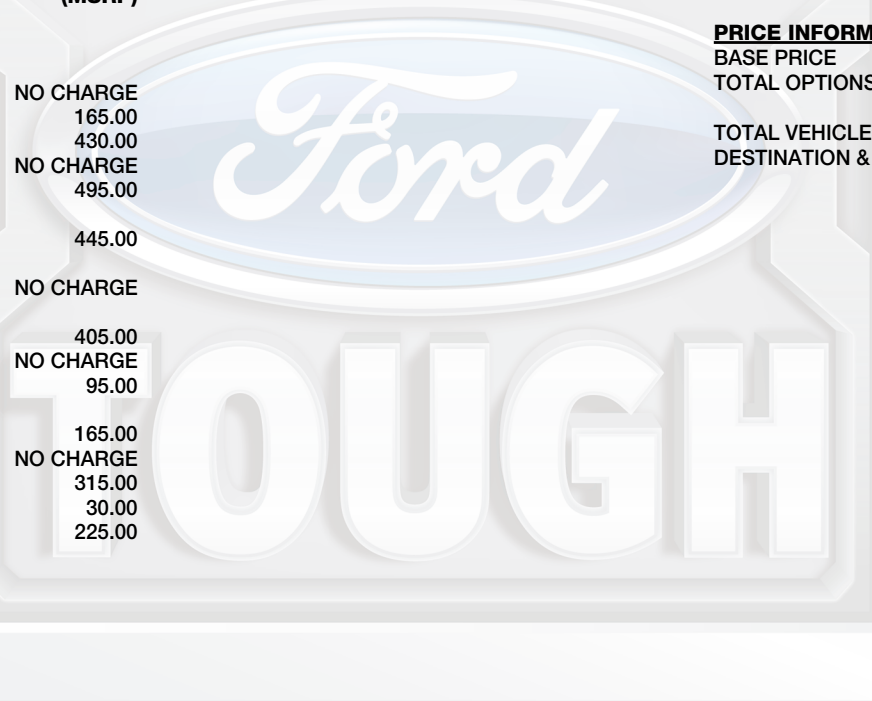 (MSRP)
NO CHARGE
165.00
430.00
NO CHARGE
495.00
445.00
NO CHARGE
405.00
NO CHARGE
95.00
165.00
NO CHARGE
315.00
30.00
225.00
PRICE INFORM
BASE PRICE
TOTAL OPTIONS
TOTAL VEHICLE
DESTINATION &
Ford
TOUGH